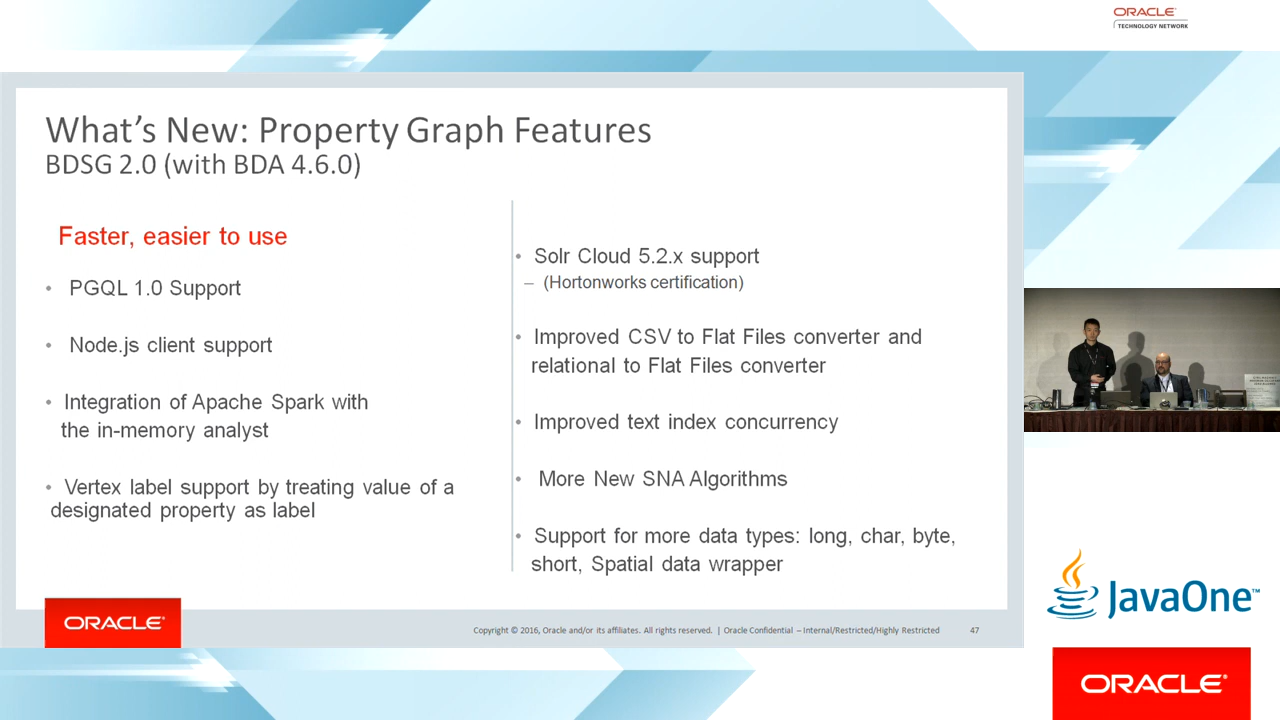 ORACLE®
TECHNOLOGY NETWORK
What's New: Property Graph Features
BDSG 2.0 (with BDA 4.6.0)
Faster, easier to use
• PGQL 1.0 Support
• Node.js client support
• Integration of Apache Spark with
the in-memory analyst
• Vertex label support by treating value of a
designated property as label
• Solr Cloud 5.2.x support
– (Hortonworks certification)
• Improved CSV to Flat Files converter and
relational to Flat Files converter
• Improved text index concurrency
• More New SNA Algorithms
• Support for more data types: long, char, byte,
short, Spatial data wrapper
ORACLE®
Copyright © 2016, Oracle and/or its affiliates. All rights reserved. | Oracle Confidential – Internal/Restricted/Highly Restricted 47
JavaOne™
ORACLE®